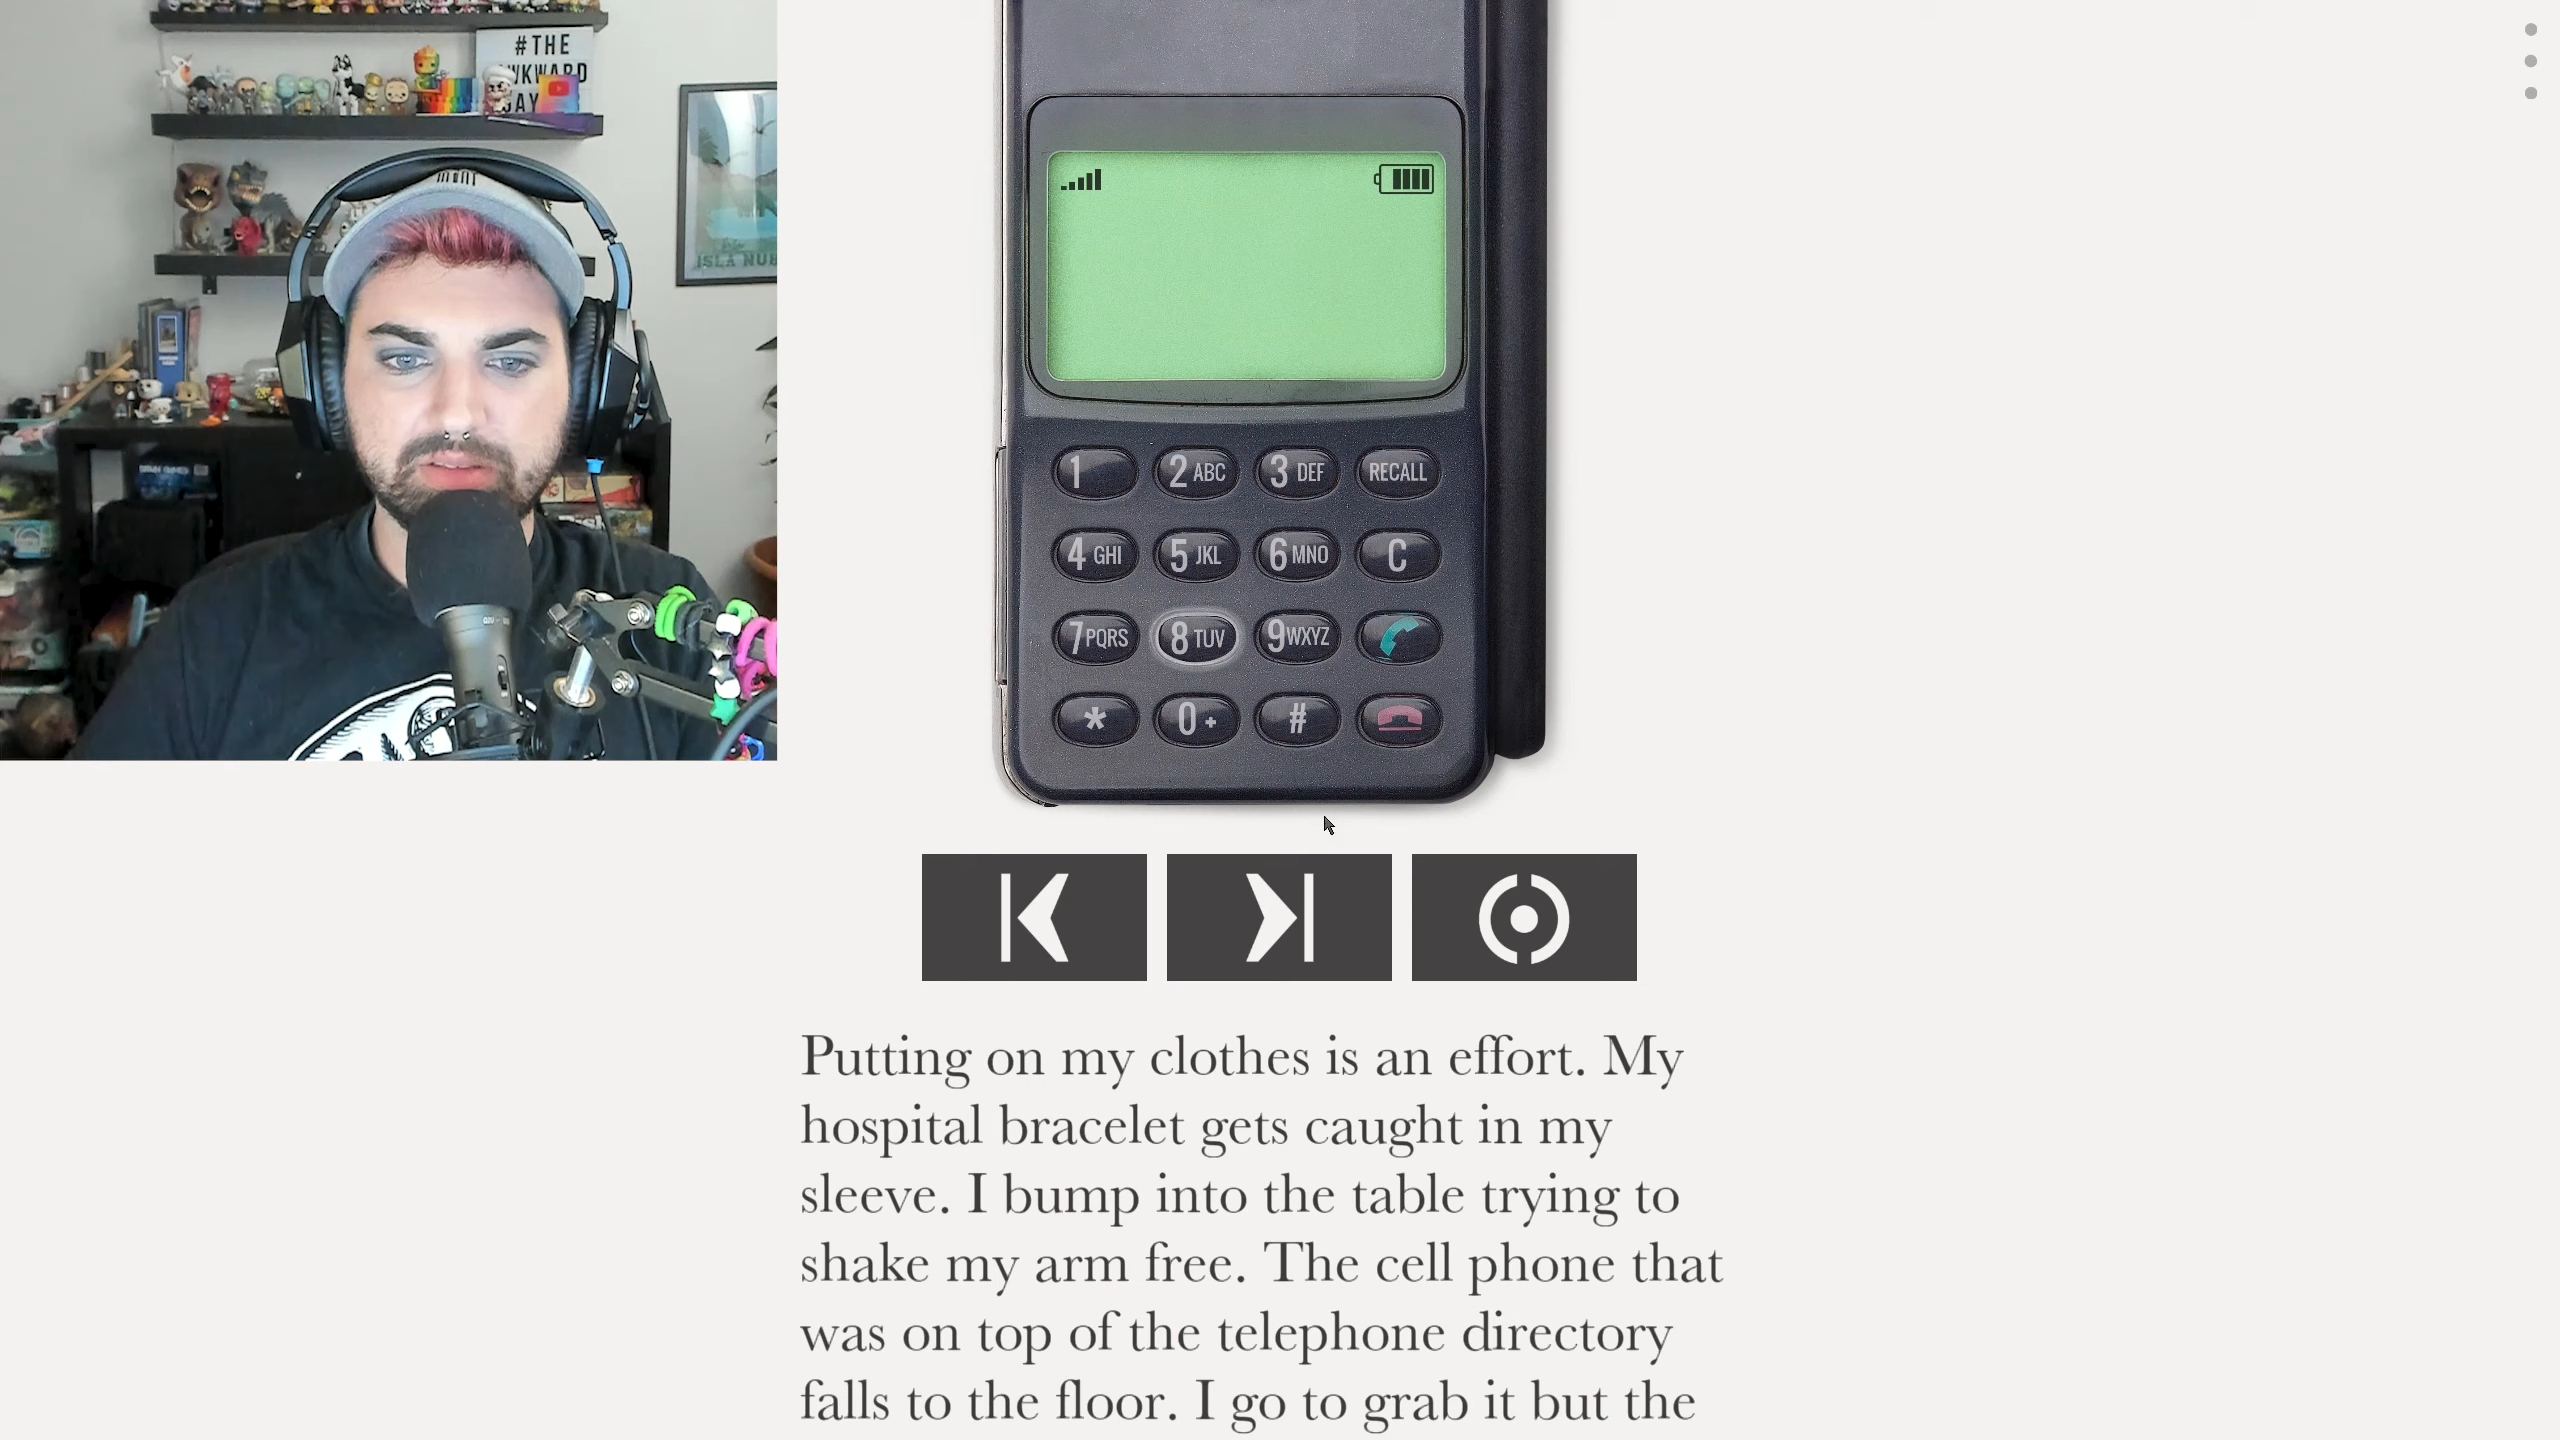 #THE
AWKWARD
GAY
ISLA NUB
1
2 ABC
3 DEF
RECALL
4 GHI
5 JKL
6 MNO
C
7 PQRS
8 TUV
9 WXYZ
*
0 +
#
Putting on my clothes is an effort. My
hospital bracelet gets caught in my
sleeve. I bump into the table trying to
shake my arm free. The cell phone that
was on top of the telephone directory
falls to the floor. I go to grab it but the